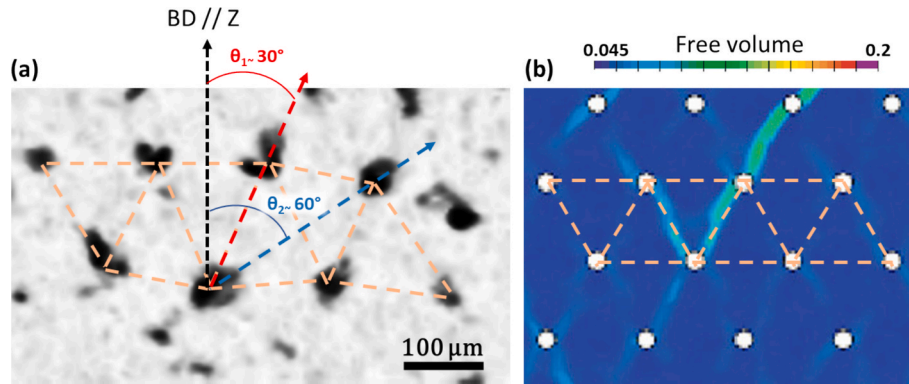 BD // Z
(a)
θ1~ 30°
θ2~ 60°
100 μm
(b)
Free volume
0.045
0.2